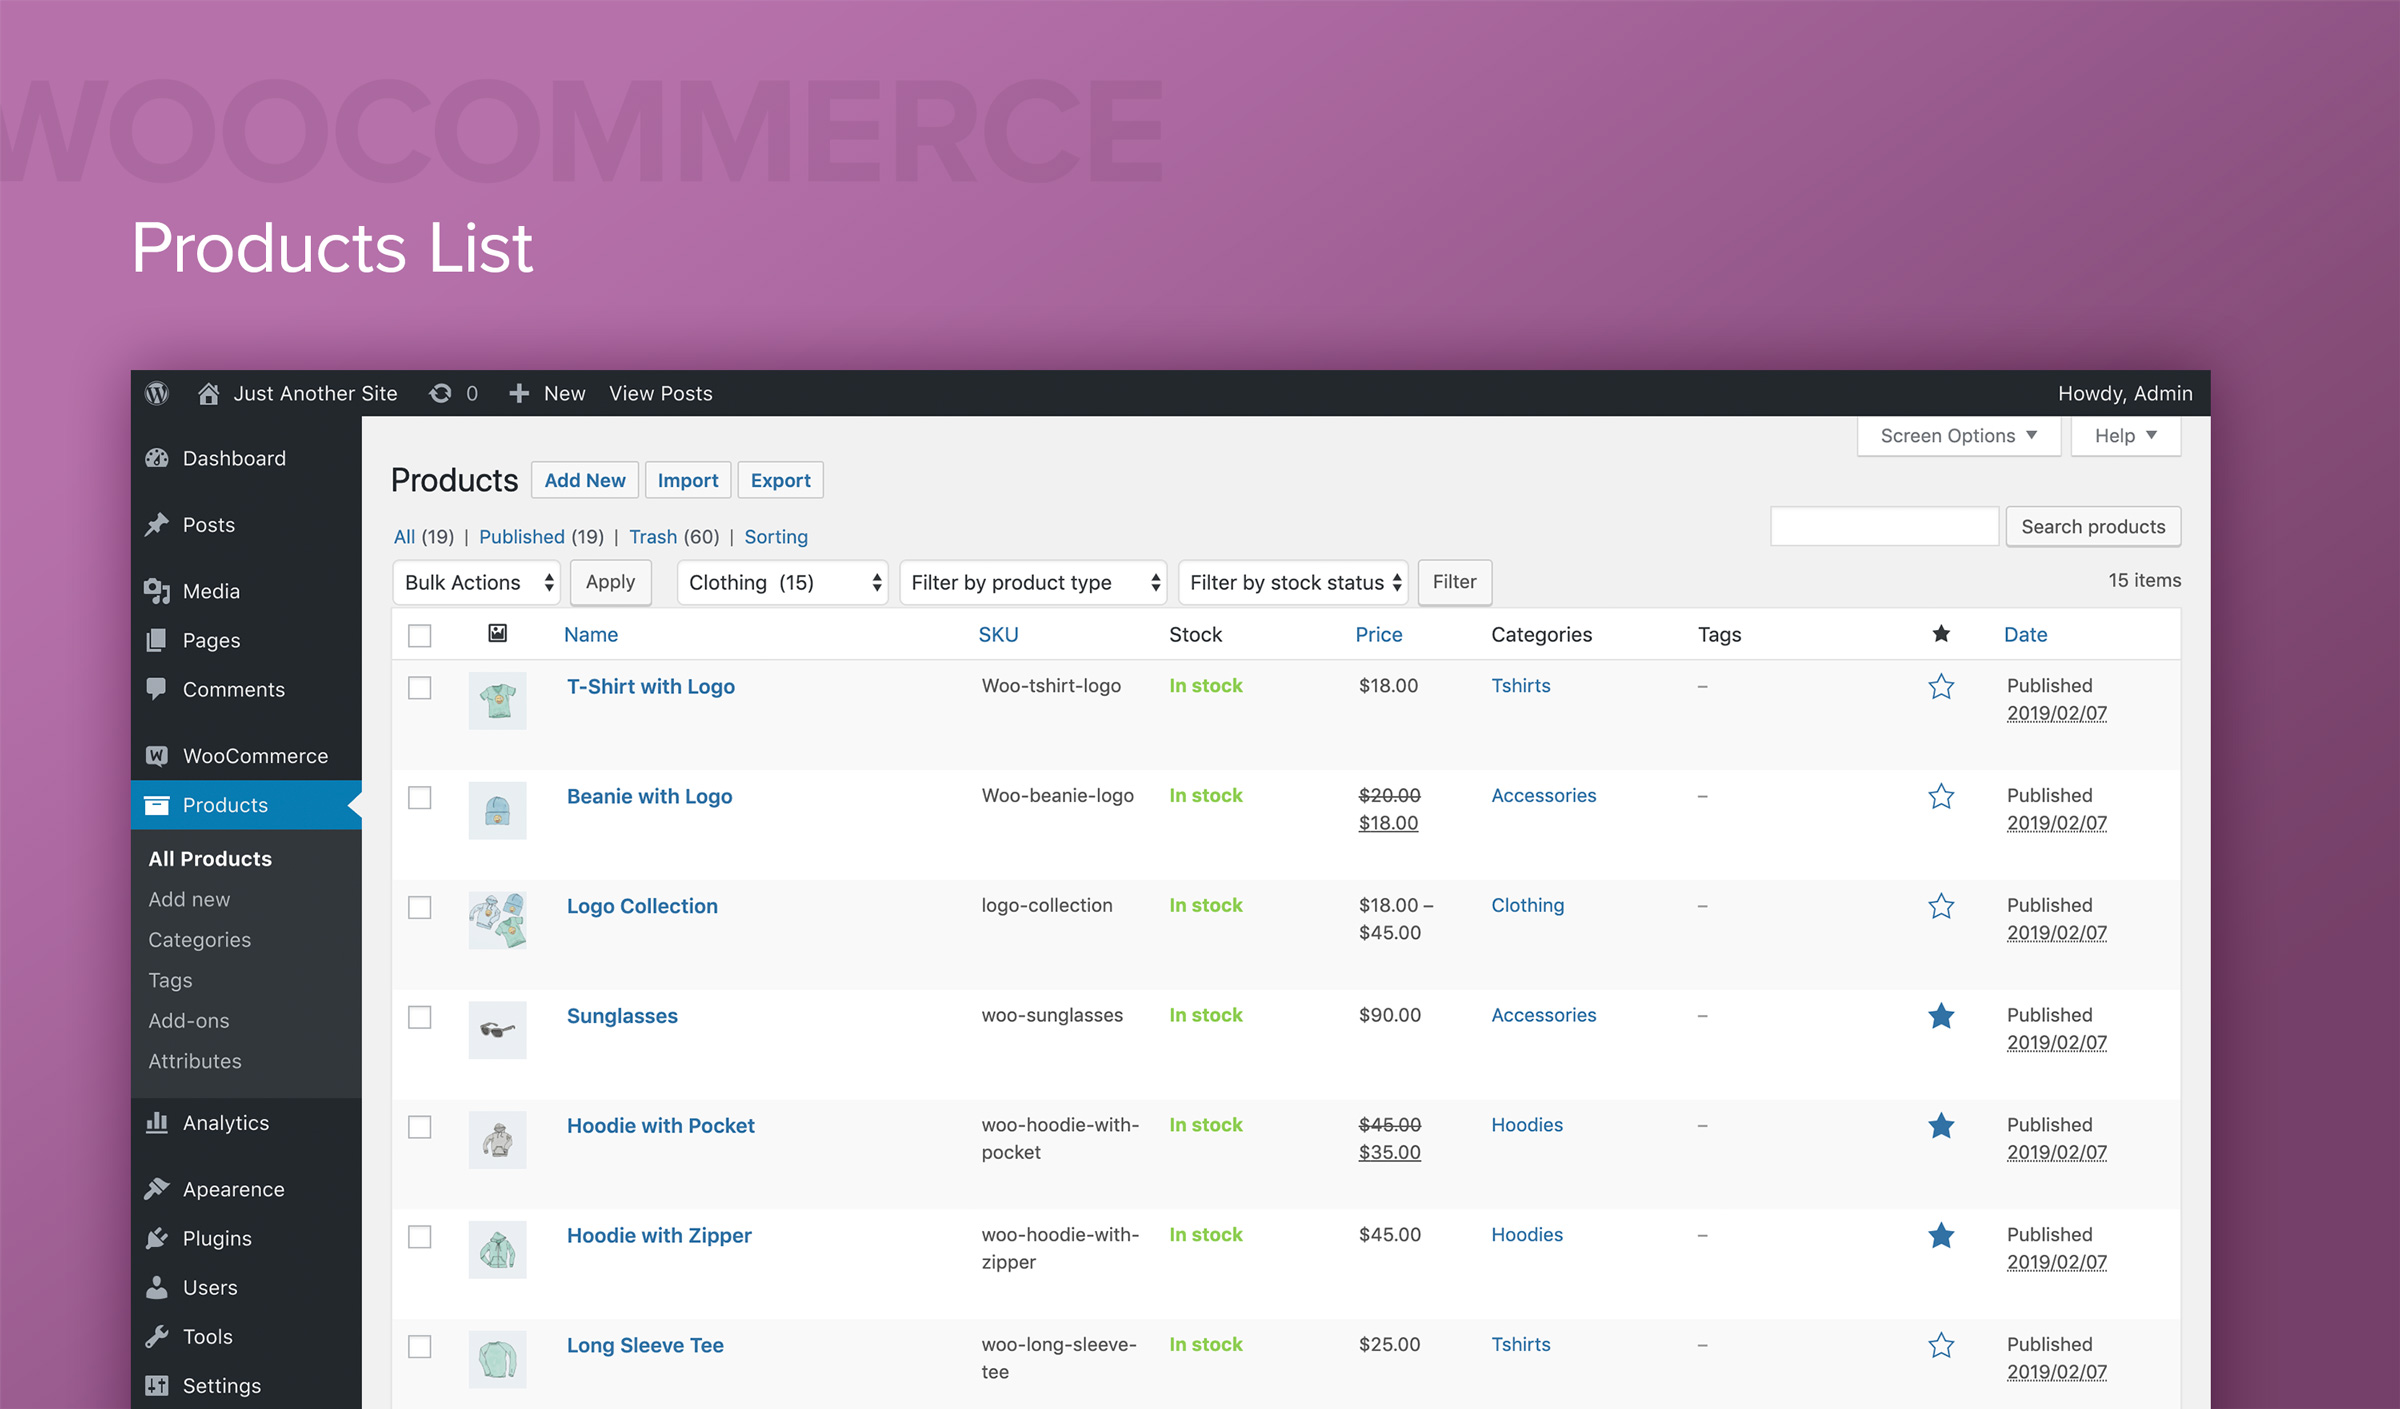 WOOCOMMERCE
Products List
Just Another Site 0 New View Posts Howdy, Admin
Screen Options Help
Dashboard
Posts
Media
Pages
Comments
WooCommerce
Products
All Products
Add new
Categories
Tags
Add-ons
Attributes
Analytics
Apearence
Plugins
Users
Tools
Settings
Products Add New Import Export
All (19) | Published (19) | Trash (60) | Sorting
Search products
Bulk Actions Apply Clothing (15) Filter by product type Filter by stock status Filter
15 items
Name SKU Stock Price Categories Tags Date
T-Shirt with Logo Woo-tshirt-logo In stock $18.00 Tshirts – Published
2019/02/07
Beanie with Logo Woo-beanie-logo In stock $20.00 Accessories – Published
$18.00 2019/02/07
Logo Collection logo-collection In stock $18.00 – Clothing – Published
$45.00 2019/02/07
Sunglasses woo-sunglasses In stock $90.00 Accessories – Published
2019/02/07
Hoodie with Pocket woo-hoodie-with- In stock $45.00 Hoodies – Published
pocket $35.00 2019/02/07
Hoodie with Zipper woo-hoodie-with- In stock $45.00 Hoodies – Published
zipper 2019/02/07
Long Sleeve Tee woo-long-sleeve- In stock $25.00 Tshirts – Published
tee 2019/02/07